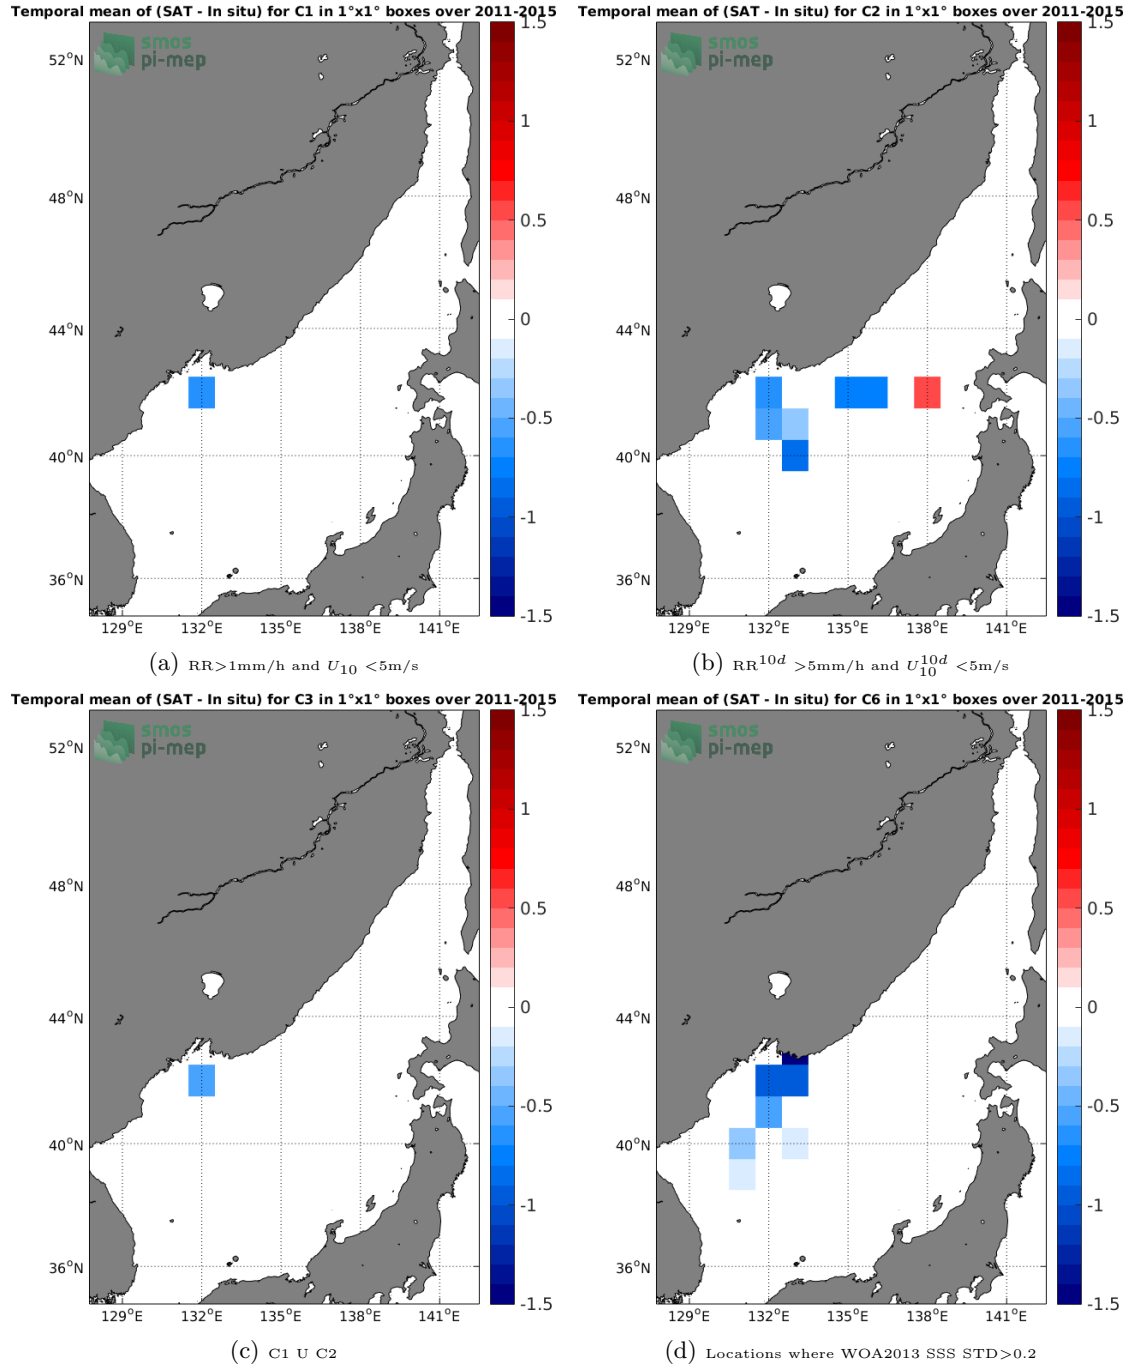 Temporal mean of (SAT - In situ) for C1 in 1°x1° boxes over 2011-2015
smos
pi-mep
52°N
48°N
44°N
40°N
36°N
129°E 132°E 135°E 138°E 141°E
1.5
1
0.5
0
-0.5
-1
-1.5
(a) RR>1mm/h and U10 <5m/s
Temporal mean of (SAT - In situ) for C2 in 1°x1° boxes over 2011-2015
smos
pi-mep
52°N
48°N
44°N
40°N
36°N
129°E 132°E 135°E 138°E 141°E
1.5
1
0.5
0
-0.5
-1
-1.5
(b) RR10d >5mm/h and U10d10 <5m/s
Temporal mean of (SAT - In situ) for C3 in 1°x1° boxes over 2011-2015
smos
pi-mep
52°N
48°N
44°N
40°N
36°N
129°E 132°E 135°E 138°E 141°E
1.5
1
0.5
0
-0.5
-1
-1.5
(c) C1 U C2
Temporal mean of (SAT - In situ) for C6 in 1°x1° boxes over 2011-2015
smos
pi-mep
52°N
48°N
44°N
40°N
36°N
129°E 132°E 135°E 138°E 141°E
1.5
1
0.5
0
-0.5
-1
-1.5
(d) Locations where WOA2013 SSS STD>0.2